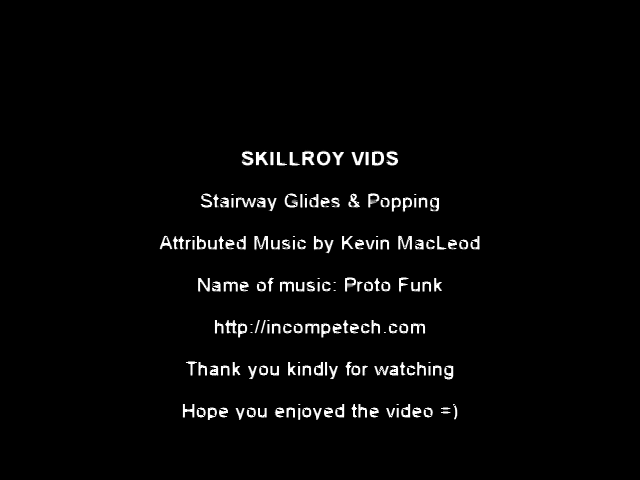 SKILLROY VIDS
Stairway Glides & Popping
Attributed Music by Kevin MacLeod
Name of music: Proto Funk
http://incompetech.com
Thank you kindly for watching
Hope you enjoyed the video =)